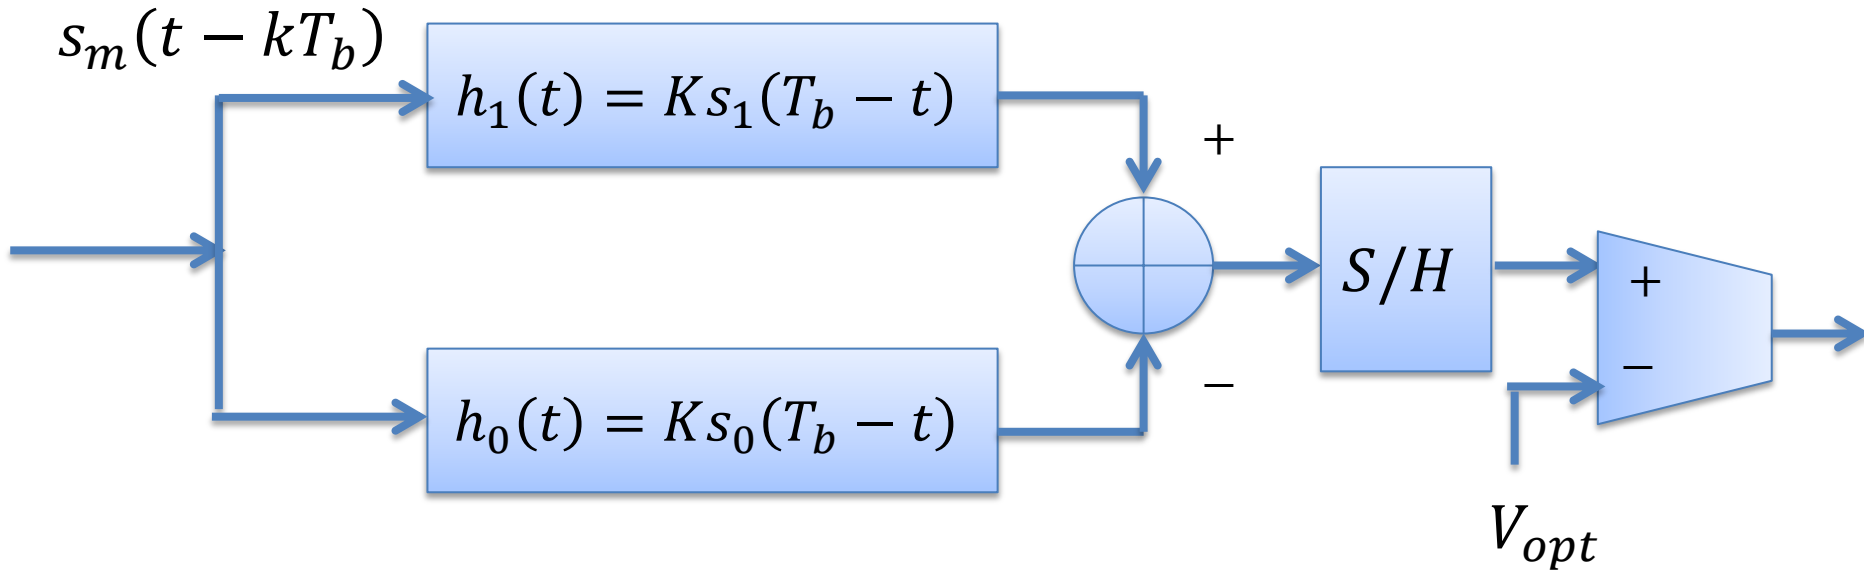 s_m(t − kT_b)
h_1(t) = Ks_1(T_b − t)
+
S/H
+
−
h_0(t) = Ks_0(T_b − t)
−
V_opt